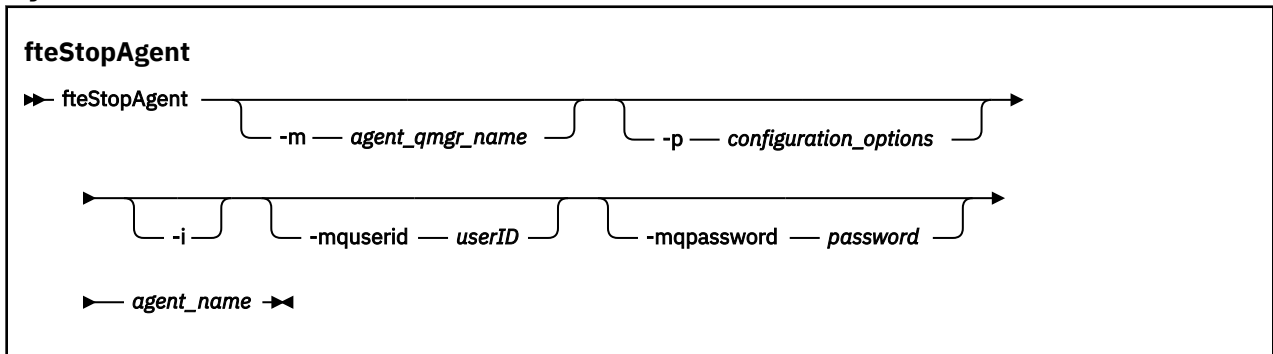 fteStopAgent
fteStopAgent
-m agent_qmgr_name -p configuration_options
-i -mquserid userID -mqpassword password
agent_name